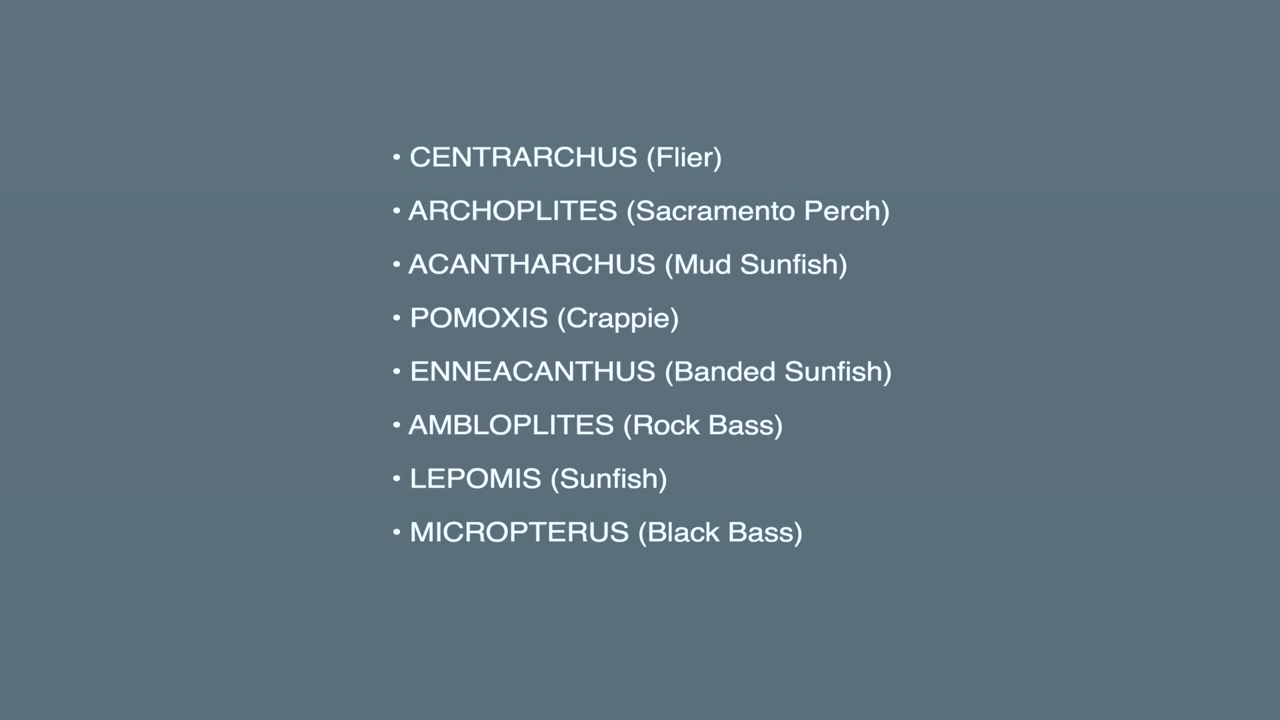 • CENTRARCHUS (Flier)
• ARCHOPLITES (Sacramento Perch)
• ACANTHARCHUS (Mud Sunfish)
• POMOXIS (Crappie)
• ENNEACANTHUS (Banded Sunfish)
• AMBLOPLITES (Rock Bass)
• LEPOMIS (Sunfish)
• MICROPTERUS (Black Bass)